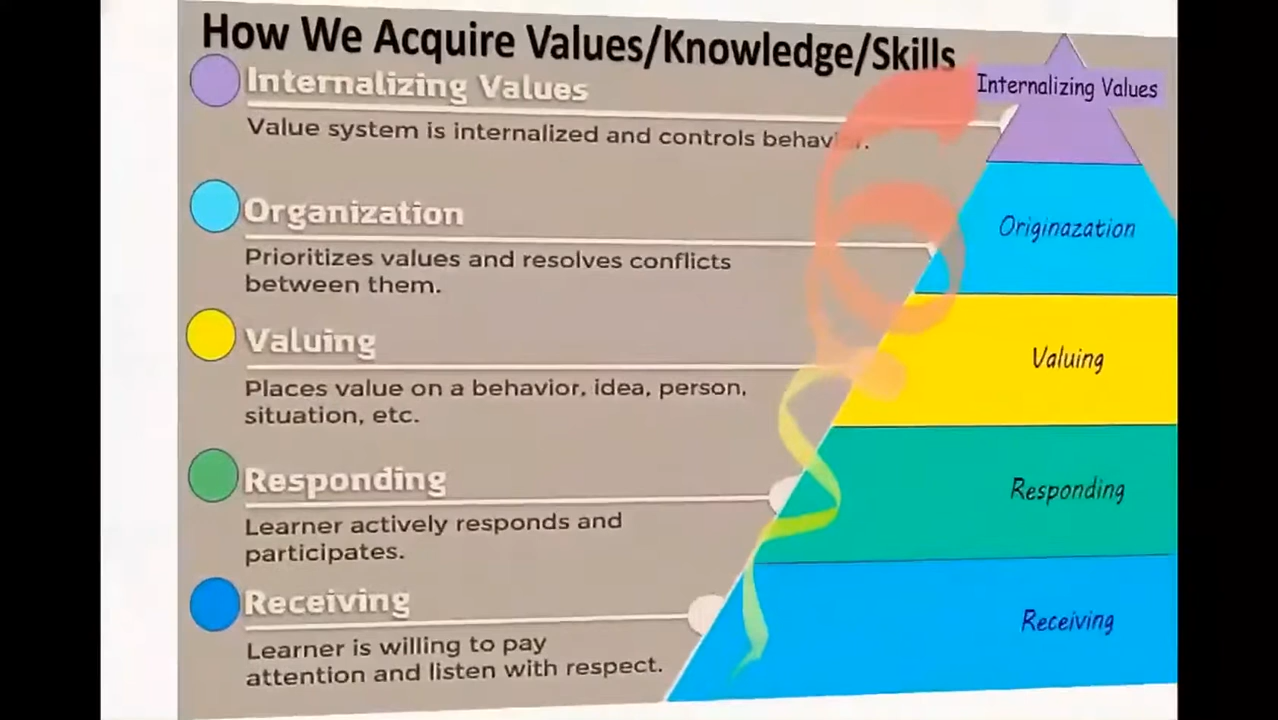 How We Acquire Values/Knowledge/Skills
Internalizing Values
Value system is internalized and controls behavior.
Organization
Prioritizes values and resolves conflicts
between them.
Valuing
Places value on a behavior, idea, person,
situation, etc.
Responding
Learner actively responds and
participates.
Receiving
Learner is willing to pay
attention and listen with respect.
Internalizing Values
Originazation
Valuing
Responding
Receiving